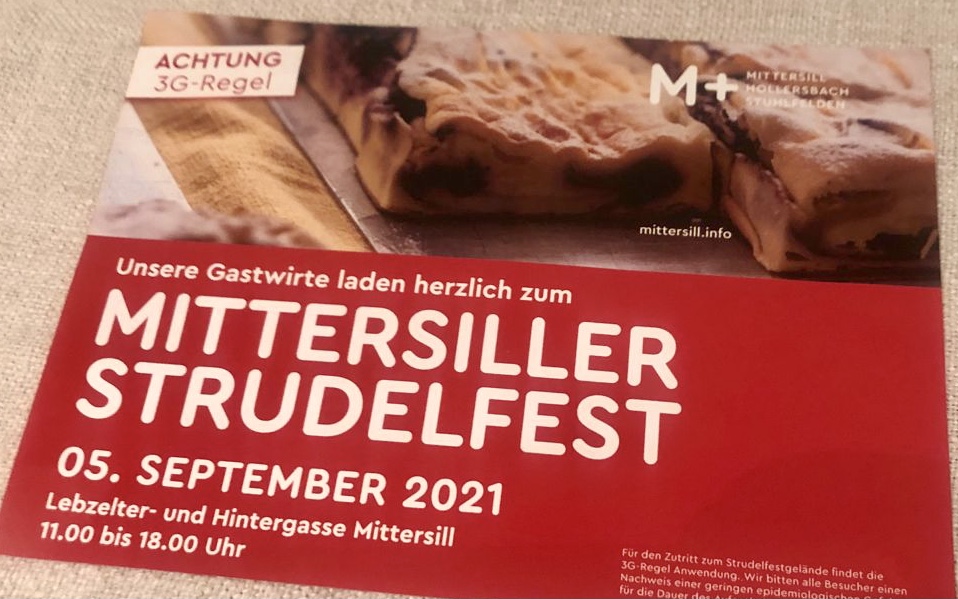 ACHTUNG
3G-Regel
M+
MITTERSILL
HOLLERSBACH
STUHLFELDEN
mittersill.info
Unsere Gastwirte laden herzlich zum
MITTERSILLER
STRUDELFEST
05. SEPTEMBER 2021
Lebzelter- und Hintergasse Mittersill
11.00 bis 18.00 Uhr
Für den Zutritt zum Strudelfestgelände findet die
3G-Regel Anwendung. Wir bitten alle Besucher einen
Nachweis einer geringen epidemiologischen
für die Dauer des